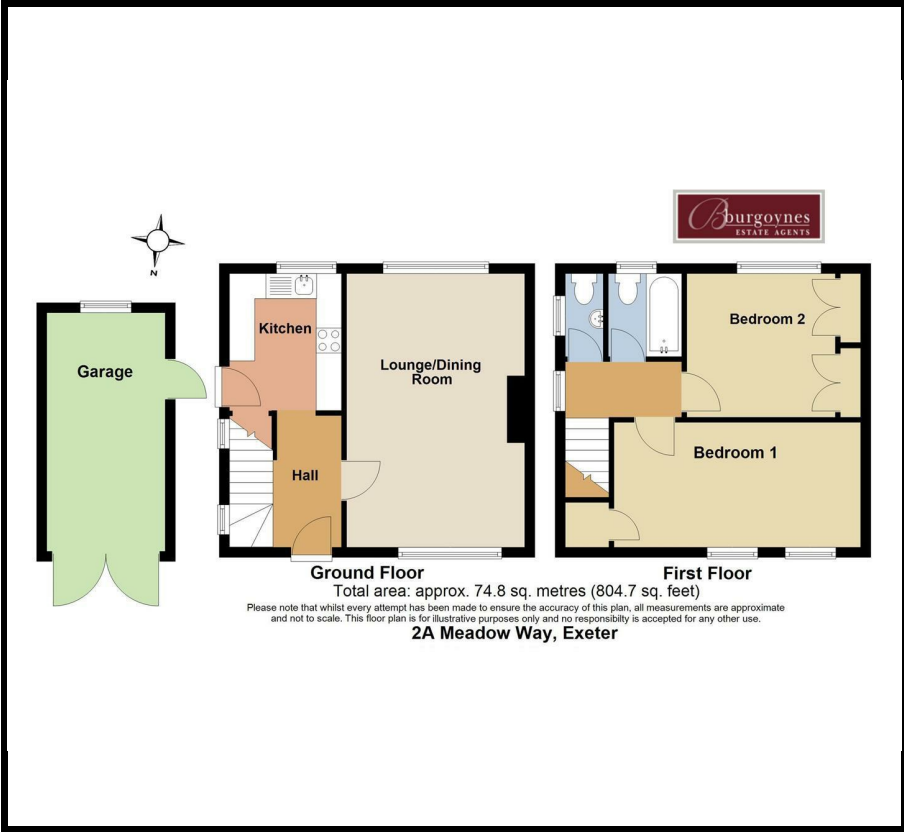 Bourgoynes
ESTATE AGENTS
N
Kitchen
Bedroom 2
Garage
Lounge/Dining
Room
Hall
Bedroom 1
Ground Floor
First Floor
Total area: approx. 74.8 sq. metres (804.7 sq. feet)
Please note that whilst every attempt has been made to ensure the accuracy of this plan, all measurements are approximate
and not to scale. This floor plan is for illustrative purposes only and no responsibilty is accepted for any other use.
2A Meadow Way, Exeter